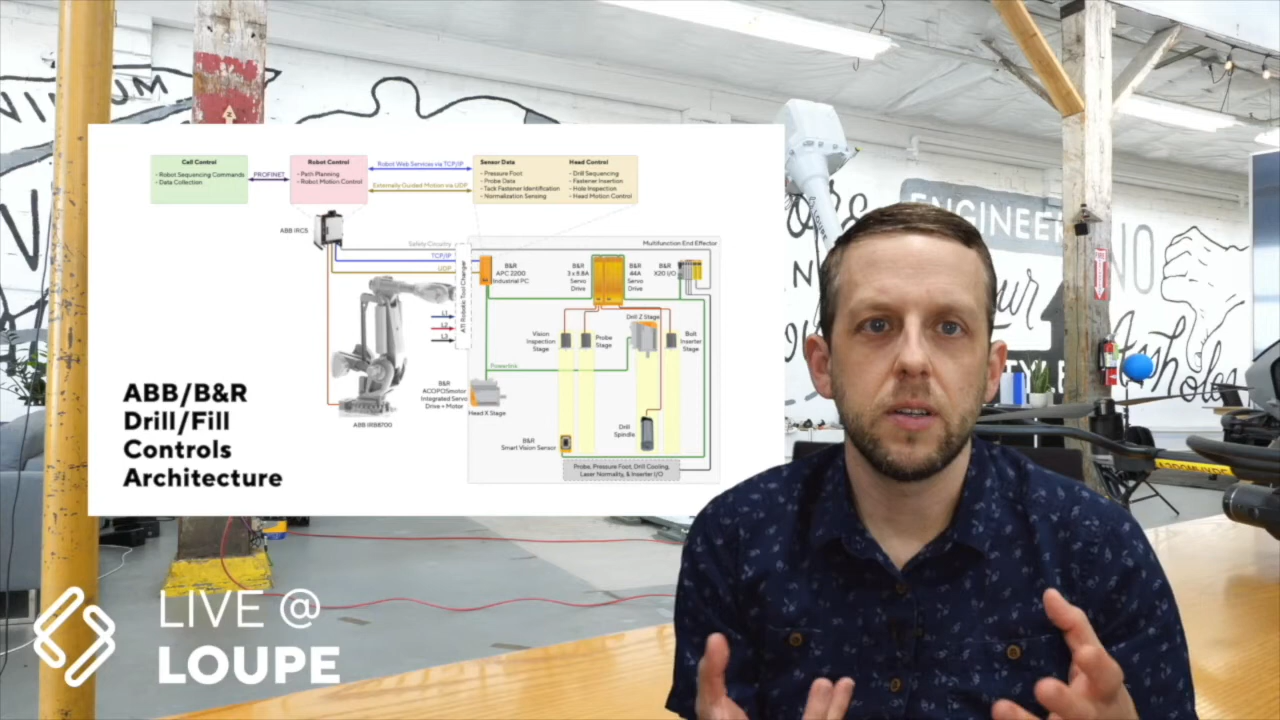 Cell Control
- Robot Sequencing Commands
- Data Collection
PROFINET
Robot Control
- Path Planning
- Robot Motion Control
Robot Web Services via TCP/IP
Externally Guided Motion via UDP
Sensor Data
- Pressure Foot
- Probe Data
- Tack Fastener Identification
- Normalization Sensing
Head Control
- Drill Sequencing
- Fastener Insertion
- Hole Inspection
- Head Motion Control
ABB IRC5
Safety Circuitry
TCP/IP
UDP
ATI Robotic Tool Changer
L1
L2
L3
Multifunction End Effector
B&R
APC 2200
Industrial PC
B&R
3 x 8.8A
Servo
Drive
B&R
44A
Servo
Drive
B&R
X20 I/O
Vision
Inspection
Stage
Probe
Stage
Drill Z Stage
Bolt
Inserter
Stage
Powerlink
B&R
ACOPOSmotor
Integrated Servo
Drive + Motor
Head X Stage
ABB IRB8700
B&R
Smart Vision Sensor
Drill
Spindle
Probe, Pressure Foot, Drill Cooling,
Laser Normality, & Inserter I/O
ABB/B&R
Drill/Fill
Controls
Architecture
LOUPE
ENGINEER
LIVE @
LOUPE